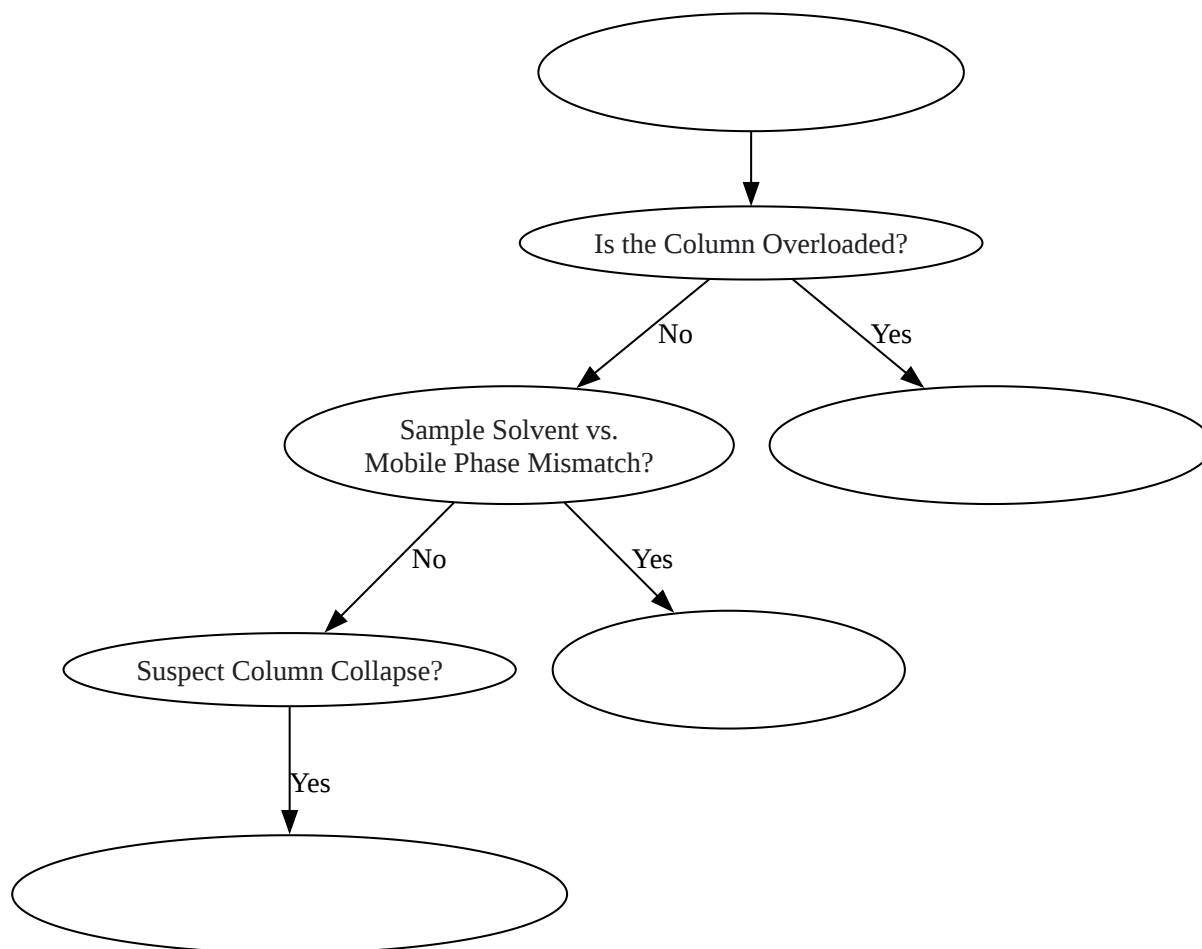 Is the Column Overloaded?
No
Yes
Sample Solvent vs.
Mobile Phase Mismatch?
No
Yes
Suspect Column Collapse?
Yes